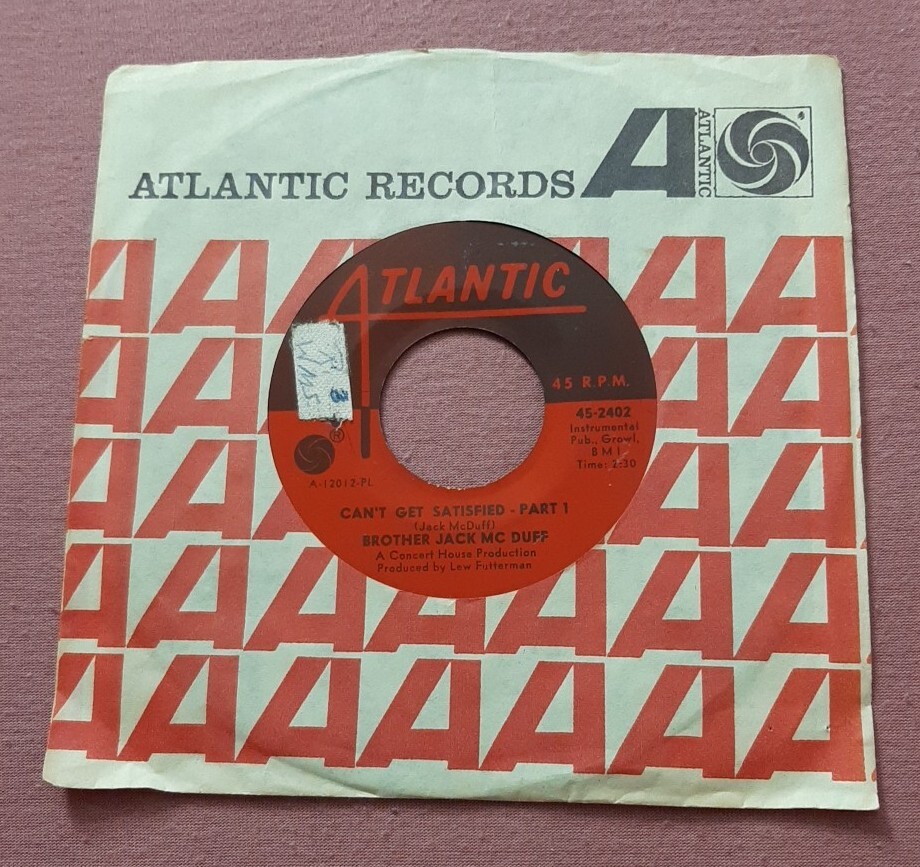 ATLANTIC RECORDS A ATLANTIC
ATLANTIC
45 R.P.M.
45-2402
Instrumental
Pub., Growl,
BMI
Time: 2:30
®
A-12012-PL
CAN'T GET SATISFIED - PART 1
(Jack McDuff)
BROTHER JACK MC DUFF
A Concert House Production
Produced by Lew Futterman